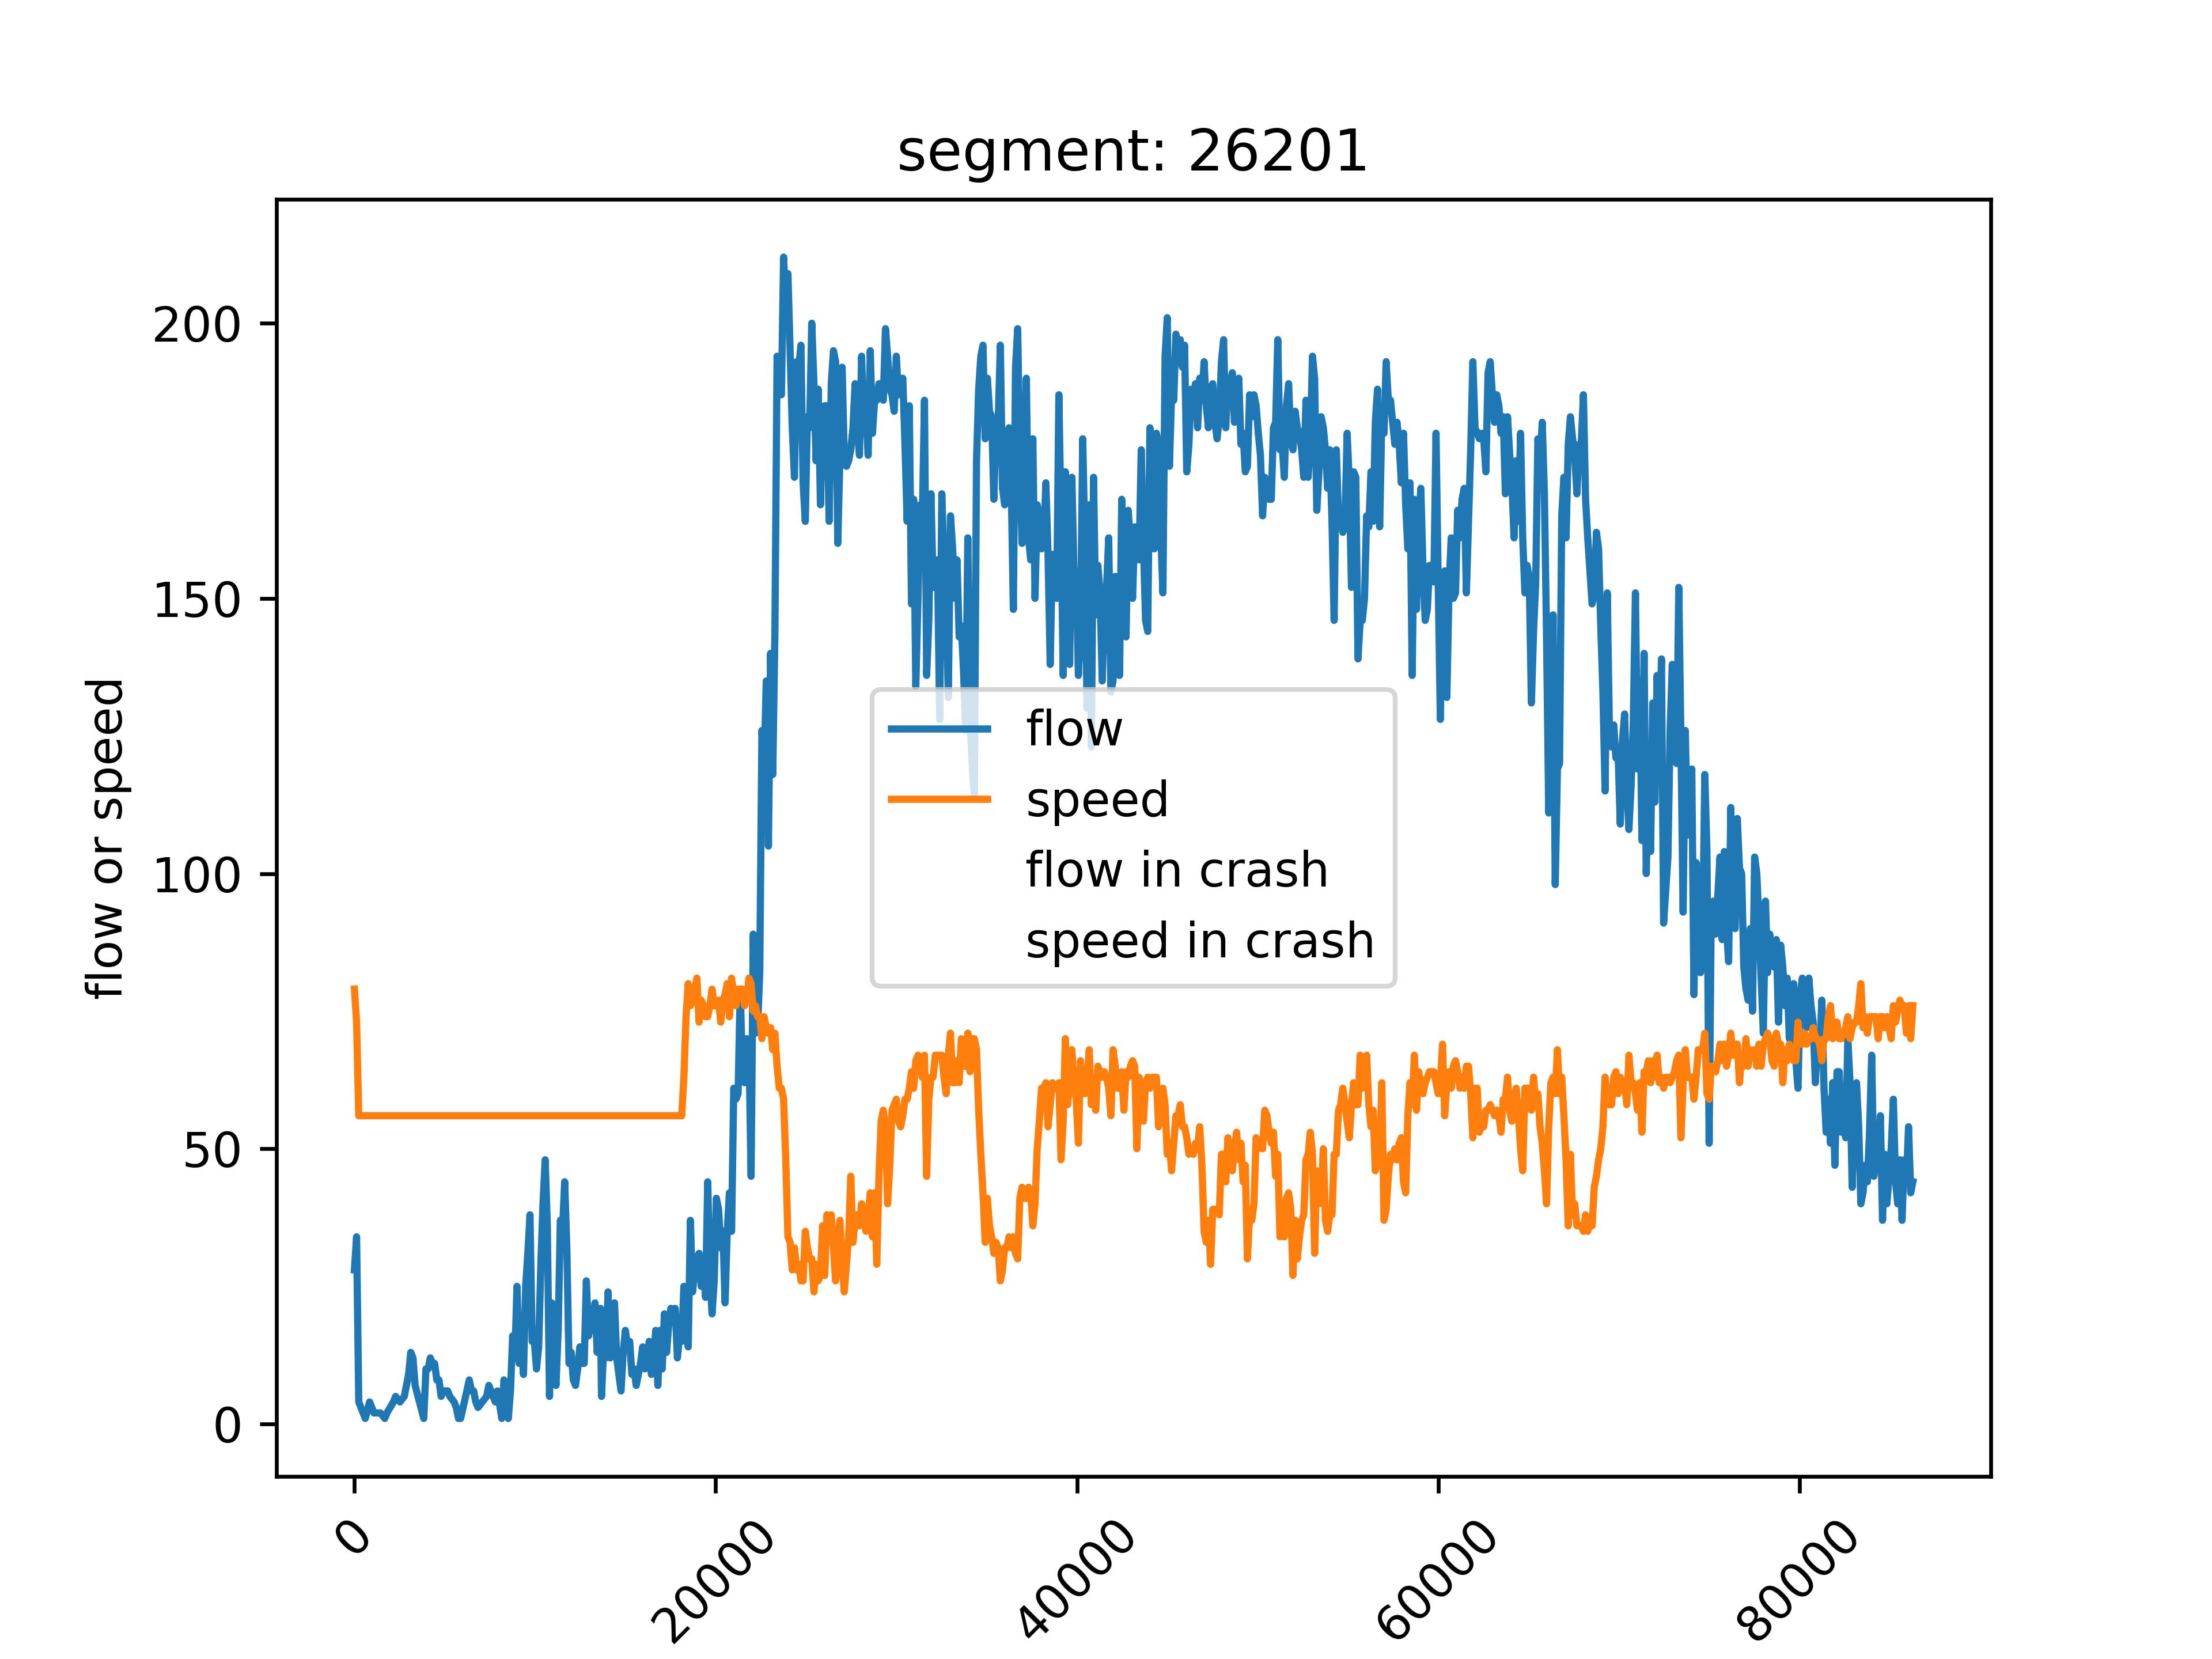 segment: 26201
flow or speed
200
150
100
50
0
flow
speed
flow in crash
speed in crash
0
20000
40000
60000
80000